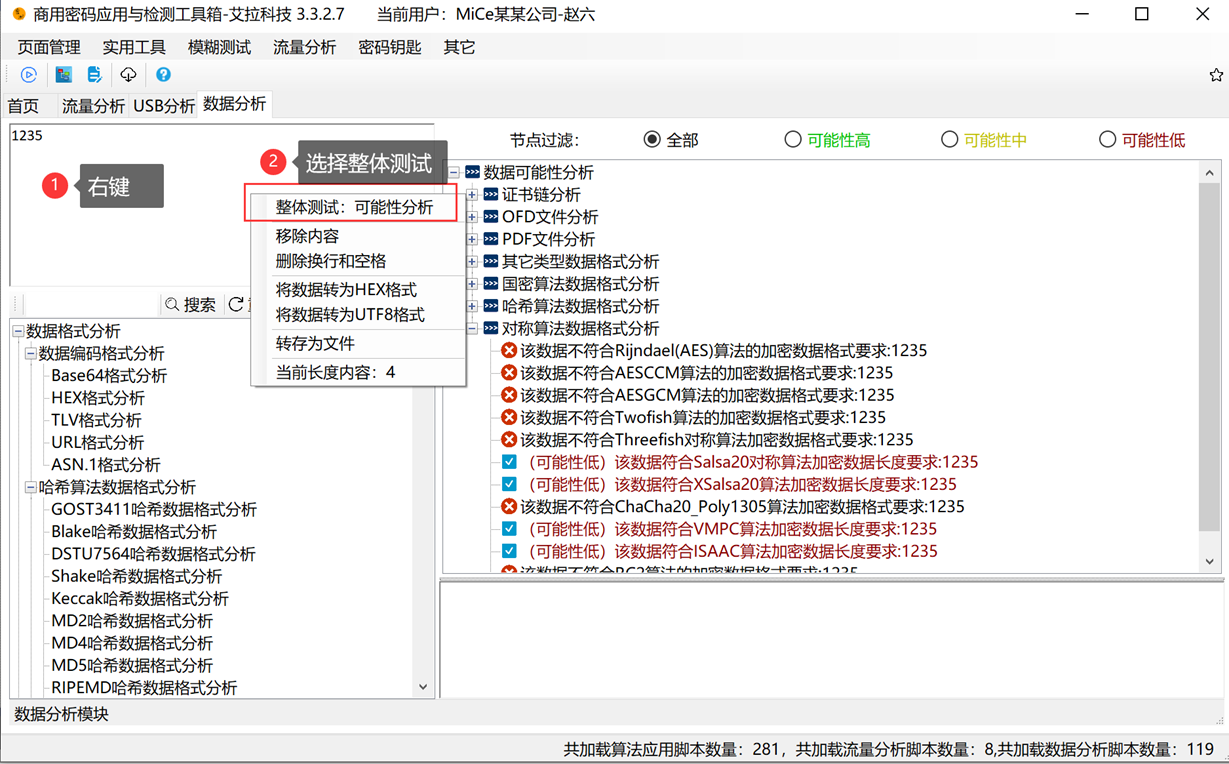 商用密码应用与检测工具箱-艾拉科技 3.3.2.7 当前用户：MiCe某某公司-赵六
页面管理 实用工具 模糊测试 流量分析 密码钥匙 其它
首页 流量分析 USB分析 数据分析
1235
1 右键
2 选择整体测试
整体测试：可能性分析
移除内容
删除换行和空格
将数据转为HEX格式
将数据转为UTF8格式
转存为文件
当前长度内容：4
搜索
数据格式分析
数据编码格式分析
Base64格式分析
HEX格式分析
TLV格式分析
URL格式分析
ASN.1格式分析
哈希算法数据格式分析
GOST3411哈希数据格式分析
Blake哈希数据格式分析
DSTU7564哈希数据格式分析
Shake哈希数据格式分析
Keccak哈希数据格式分析
MD2哈希数据格式分析
MD4哈希数据格式分析
MD5哈希数据格式分析
RIPEMD哈希数据格式分析
节点过滤： 全部 可能性高 可能性中 可能性低
数据可能性分析
证书链分析
OFD文件分析
PDF文件分析
其它类型数据格式分析
国密算法数据格式分析
哈希算法数据格式分析
对称算法数据格式分析
该数据不符合Rijndael(AES)算法的加密数据格式要求:1235
该数据不符合AESCCM算法的加密数据格式要求:1235
该数据不符合AESGCM算法的加密数据格式要求:1235
该数据不符合Twofish算法的加密数据格式要求:1235
该数据不符合Threefish对称算法加密数据格式要求:1235
（可能性低）该数据符合Salsa20对称算法加密数据长度要求:1235
（可能性低）该数据符合XSalsa20算法加密数据长度要求:1235
该数据不符合ChaCha20_Poly1305算法加密数据格式要求:1235
（可能性低）该数据符合VMPC算法加密数据长度要求:1235
（可能性低）该数据符合ISAAC算法加密数据长度要求:1235
该数据不符合RC2算法的加密数据格式要求:1235
数据分析模块
共加载算法应用脚本数量：281，共加载流量分析脚本数量：8,共加载数据分析脚本数量：119